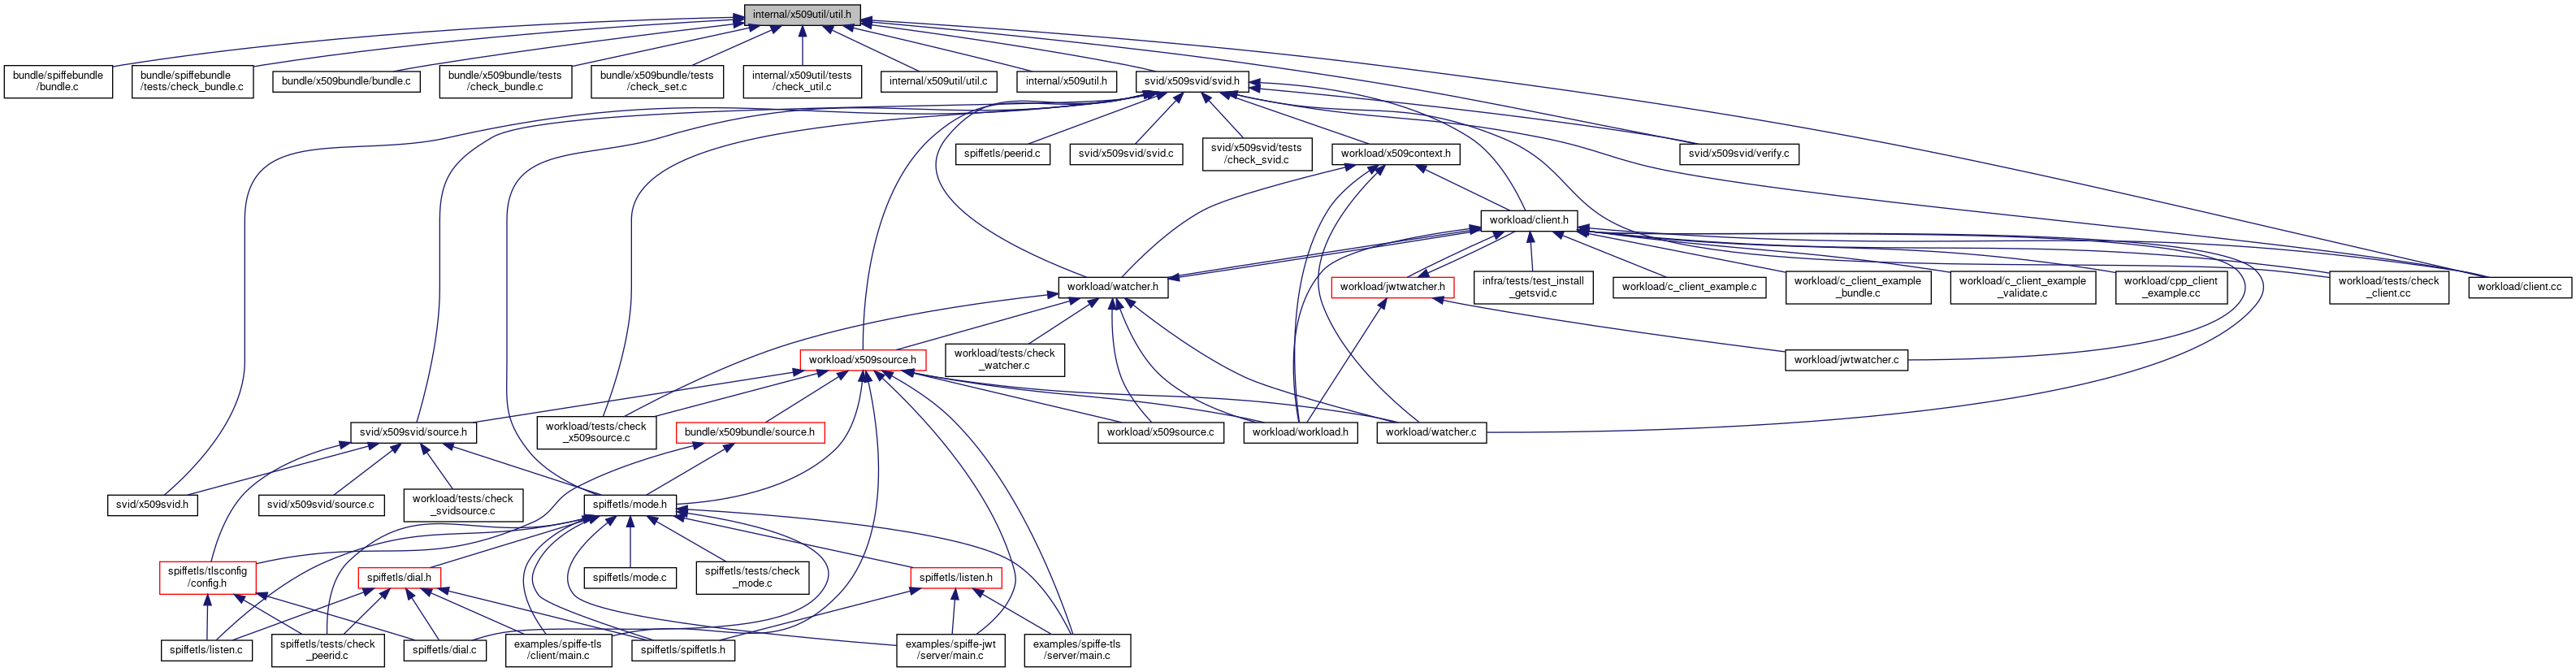 internal/x509util/util.h
bundle/spiffebundle
/bundle.c
bundle/spiffebundle
/tests/check_bundle.c
bundle/x509bundle/bundle.c
bundle/x509bundle/tests
/check_bundle.c
bundle/x509bundle/tests
/check_set.c
internal/x509util/tests
/check_util.c
internal/x509util/util.c
internal/x509util.h
svid/x509svid/svid.h
spiffetls/peerid.c
svid/x509svid/svid.c
svid/x509svid/tests
/check_svid.c
workload/x509context.h
svid/x509svid/verify.c
workload/client.h
workload/watcher.h
workload/jwtwatcher.h
infra/tests/test_install
_getsvid.c
workload/c_client_example.c
workload/c_client_example
_bundle.c
workload/c_client_example
_validate.c
workload/cpp_client
_example.cc
workload/tests/check
_client.cc
workload/client.cc
workload/x509source.h
workload/tests/check
_watcher.c
workload/jwtwatcher.c
svid/x509svid/source.h
workload/tests/check
_x509source.c
bundle/x509bundle/source.h
workload/x509source.c
workload/workload.h
workload/watcher.c
svid/x509svid.h
svid/x509svid/source.c
workload/tests/check
_svidsource.c
spiffetls/mode.h
spiffetls/tlsconfig
/config.h
spiffetls/dial.h
spiffetls/mode.c
spiffetls/tests/check
_mode.c
spiffetls/listen.h
spiffetls/listen.c
spiffetls/tests/check
_peerid.c
spiffetls/dial.c
examples/spiffe-tls
/client/main.c
spiffetls/spiffetls.h
examples/spiffe-jwt
/server/main.c
examples/spiffe-tls
/server/main.c